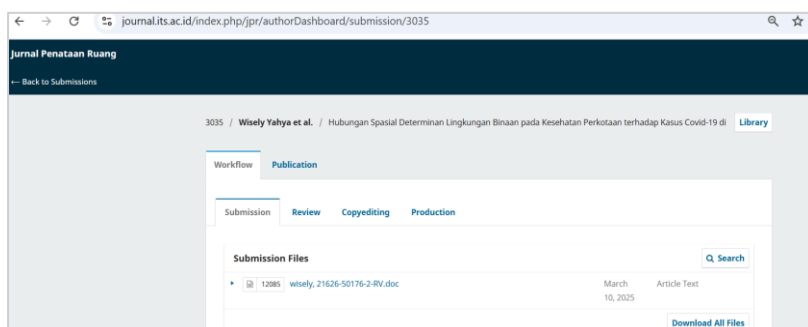 journal.its.ac.id/index.php/jpr/authorDashboard/submission/3035
Jurnal Penataan Ruang
← Back to Submissions
3035 / Wisely Yahya et al. / Hubungan Spasial Determinan Lingkungan Binaan pada Kesehatan Perkotaan terhadap Kasus Covid-19 di Library
Workflow Publication
Submission Review Copyediting Production
Submission Files Search
12085 wisely, 21626-50176-2-RV.doc March Article Text
10, 2025
Download All Files